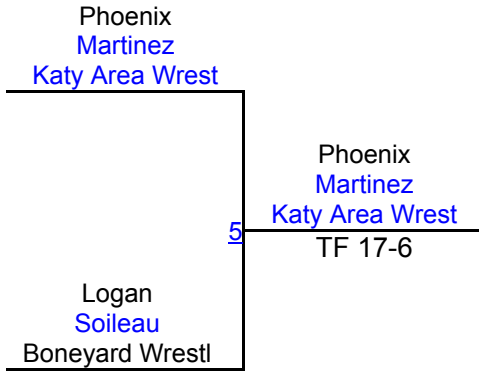 Phoenix
Martinez
Katy Area Wrest
Phoenix
Martinez
Katy Area Wrest
5
TF 17-6
Logan
Soileau
Boneyard Wrestl